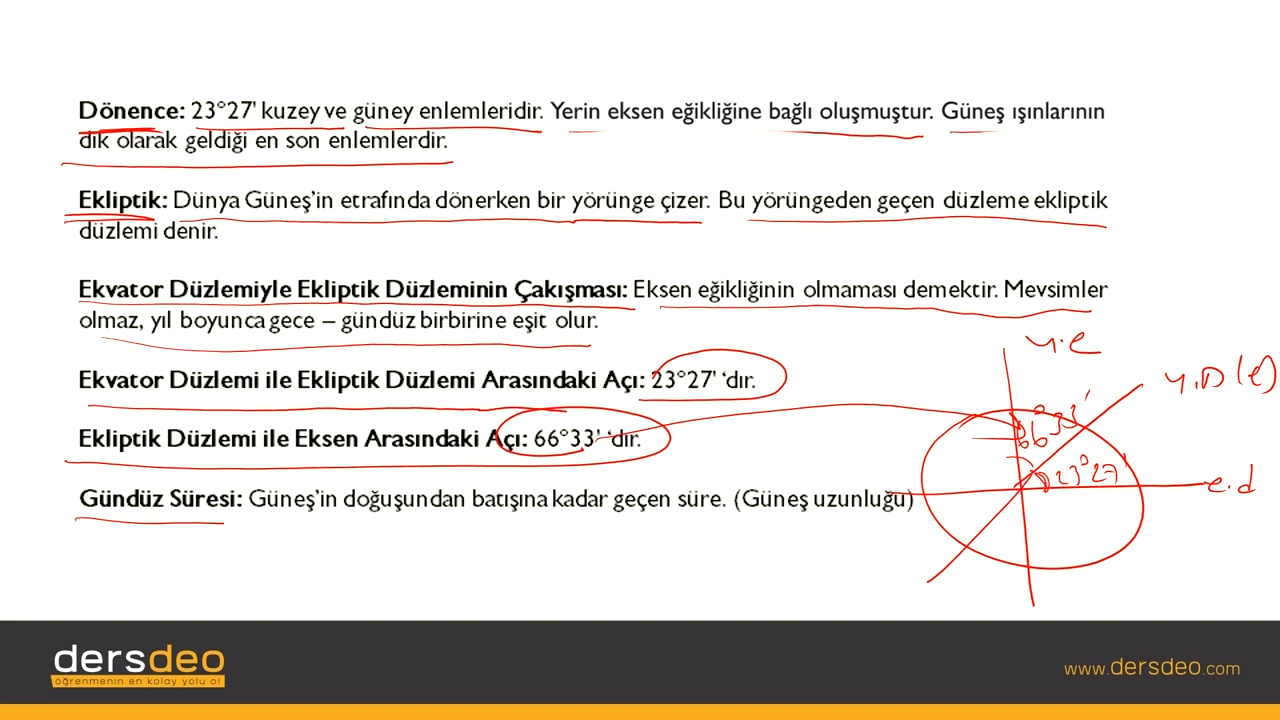 Dönence: 23°27' kuzey ve güney enlemleridir. Yerin eksen eğikliğine bağlı oluşmuştur. Güneş ışınlarının
dik olarak geldiği en son enlemlerdir.
Ekliptik: Dünya Güneş'in etrafında dönerken bir yörünge çizer. Bu yörüngeden geçen düzleme ekliptik
düzlemi denir.
Ekvator Düzlemiyle Ekliptik Düzleminin Çakışması: Eksen eğikliğinin olmaması demektir. Mevsimler
olmaz, yıl boyunca gece – gündüz birbirine eşit olur.
y.e
Ekvator Düzlemi ile Ekliptik Düzlemi Arasındaki Açı: 23°27' 'dır.
y.D (e)
Ekliptik Düzlemi ile Eksen Arasındaki Açı: 66°33' 'dır.
66°33'
23°27'
e.d
Gündüz Süresi: Güneş'in doğuşundan batışına kadar geçen süre. (Güneş uzunluğu)
dersdeo
öğrenmenin en kolay yolu o!
www.dersdeo.com